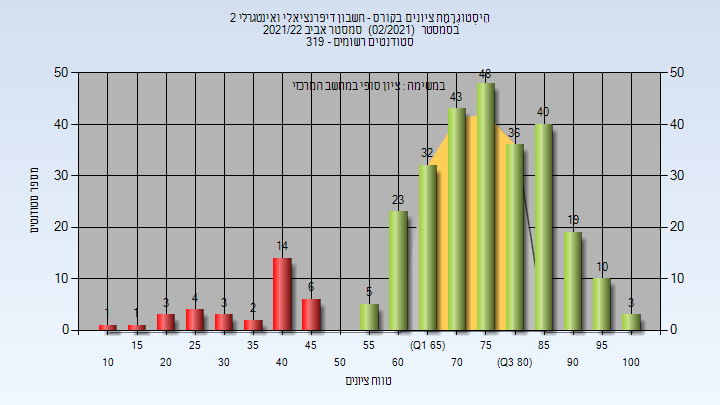 היסטוגרמת ציונים בקורס - חשבון דיפרנציאלי ואינטגרלי 2
בסמסטר (02/2021) סמסטר אביב 2021/22
סטודנטים רשומים - 319
במשימה : ציון סופי במחשב המרכזי
50 50
40 40
30 30
20 20
10 10
0 0
מספר סטודנטים
1 1 3 4 3 2 14 6 5 23 32 43 48 36 40 19 10 3
15 25 35 45 55 (Q1 65) 75 85 95
10 20 30 40 50 60 70 (Q3 80) 90 100
טווח ציונים